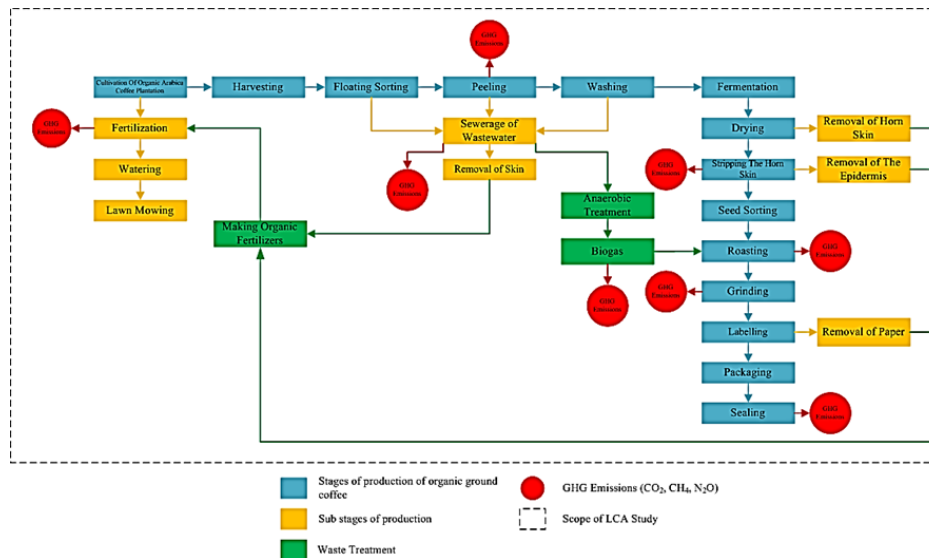 GHG
Emissions
Cultivation Of Organic Arabica
Coffee Plantation
Harvesting
Floating Sorting
Peeling
Washing
Fermentation
GHG
Emissions
Fertilization
Sewerage of
Wastewater
Drying
Removal of Horn
Skin
Watering
GHG
Emissions
Removal of Skin
GHG
Emissions
Stripping The Horn
Skin
Removal of The
Epidermis
Lawn Mowing
Anaerobic
Treatment
Seed Sorting
Making Organic
Fertilizers
Biogas
Roasting
GHG
Emissions
GHG
Emissions
GHG
Emissions
Grinding
Labelling
Removal of Paper
Packaging
Sealing
GHG
Emissions
Stages of production of organic ground
coffee
GHG Emissions (CO₂, CH₄, N₂O)
Sub stages of production
Scope of LCA Study
Waste Treatment